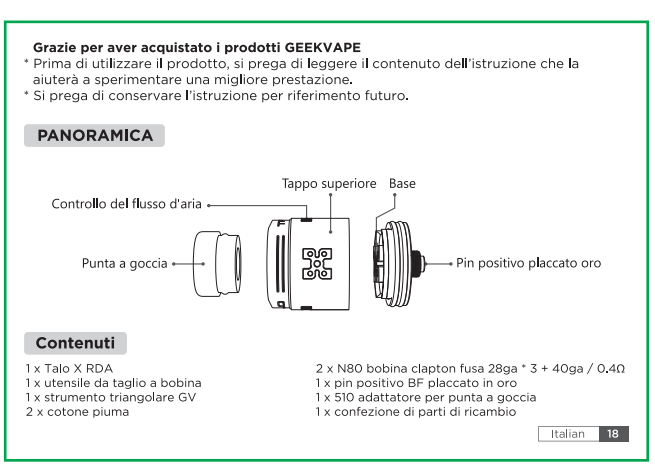 Grazie per aver acquistato i prodotti GEEKVAPE
* Prima di utilizzare il prodotto, si prega di leggere il contenuto dell'istruzione che la
aiuterà a sperimentare una migliore prestazione.
* Si prega di conservare l'istruzione per riferimento futuro.
PANORAMICA
Tappo superiore Base
Controllo del flusso d'aria
Punta a goccia
Pin positivo placcato oro
Contenuti
1 x Talo X RDA
1 x utensile da taglio a bobina
1 x strumento triangolare GV
2 x cotone piuma
2 x N80 bobina clapton fusa 28ga * 3 + 40ga / 0.4Ω
1 x pin positivo BF placcato in oro
1 x 510 adattatore per punta a goccia
1 x confezione di parti di ricambio
Italian 18